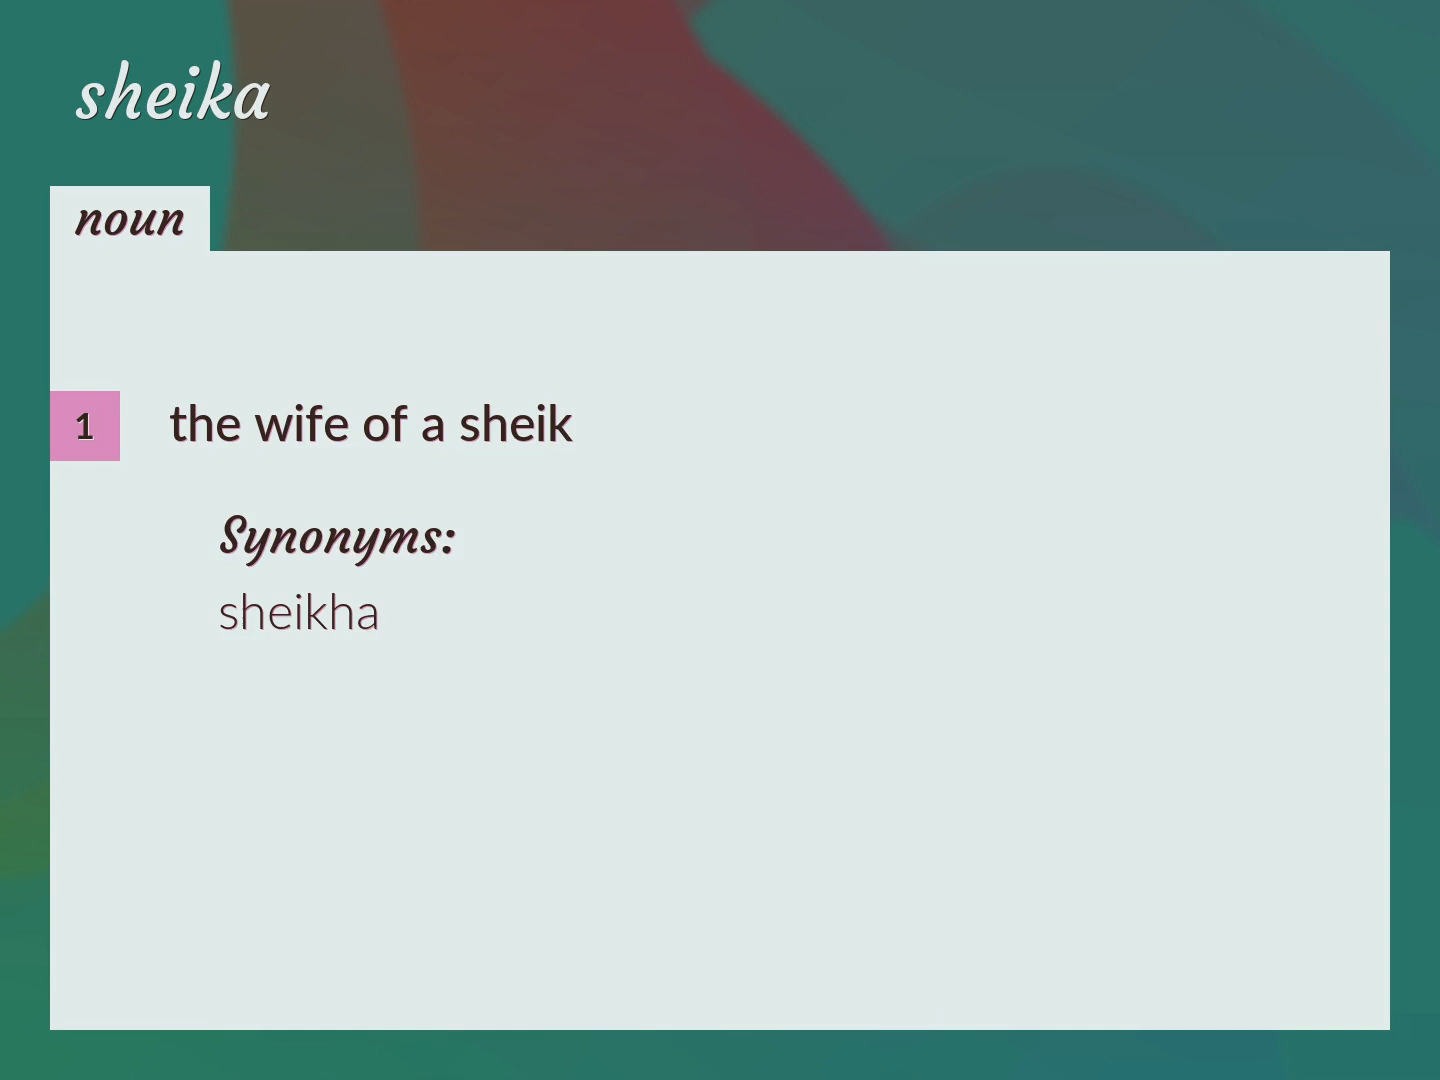 sheika
noun
1 the wife of a sheik
Synonyms:
sheikha